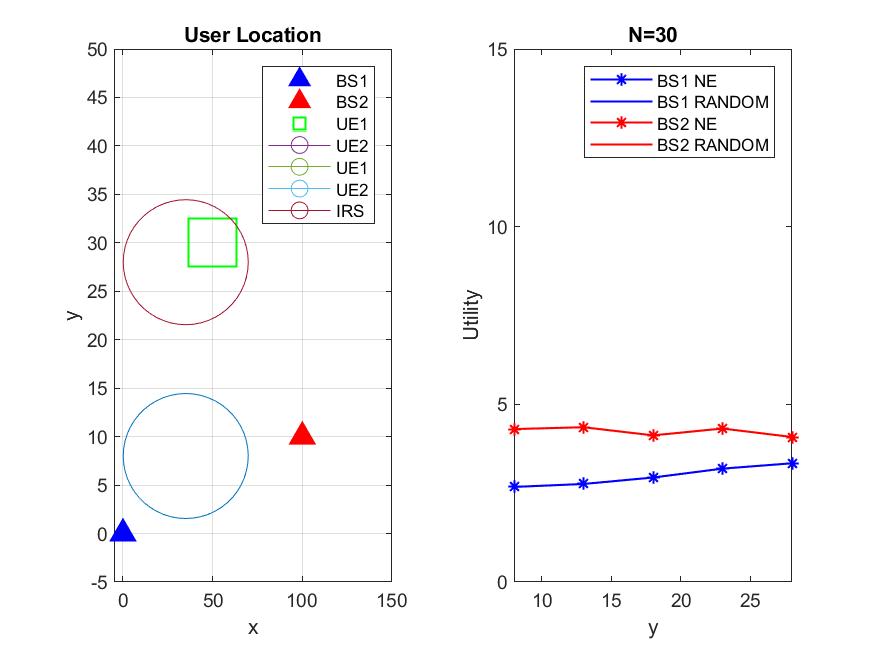 User Location
50
45
40
35
30
25
20
15
10
5
0
-5
y
0
50
100
150
x
BS1
BS2
UE1
UE2
UE1
UE2
IRS
N=30
15
10
5
0
Utility
10
15
20
25
y
BS1 NE
BS1 RANDOM
BS2 NE
BS2 RANDOM